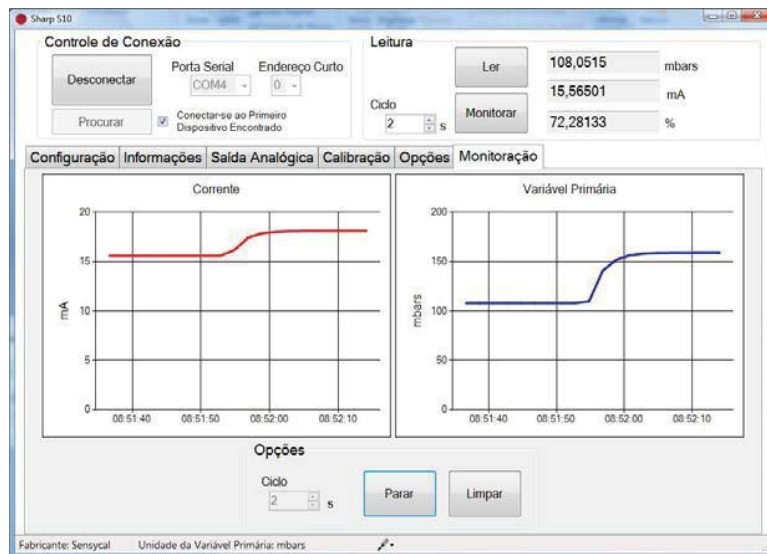 Sharp S10
Controle de Conexão
Desconectar
Porta Serial
Endereço Curto
COM4
0
Procurar
Conectar-se ao Primeiro
Dispositivo Encontrado
Leitura
Ler
108,0515 mbars
15,56501 mA
Ciclo
2 s
Monitorar
72,28133 %
Configuração Informações Saída Analógica Calibração Opções Monitoração
Corrente
20
15
10
5
0
mA
08:51:40 08:51:50 08:52:00 08:52:10
Variável Primária
200
150
100
50
0
mbars
08:51:40 08:51:50 08:52:00 08:52:10
Opções
Ciclo
2 s
Parar
Limpar
Fabricante: Sensycal Unidade da Variável Primária: mbars